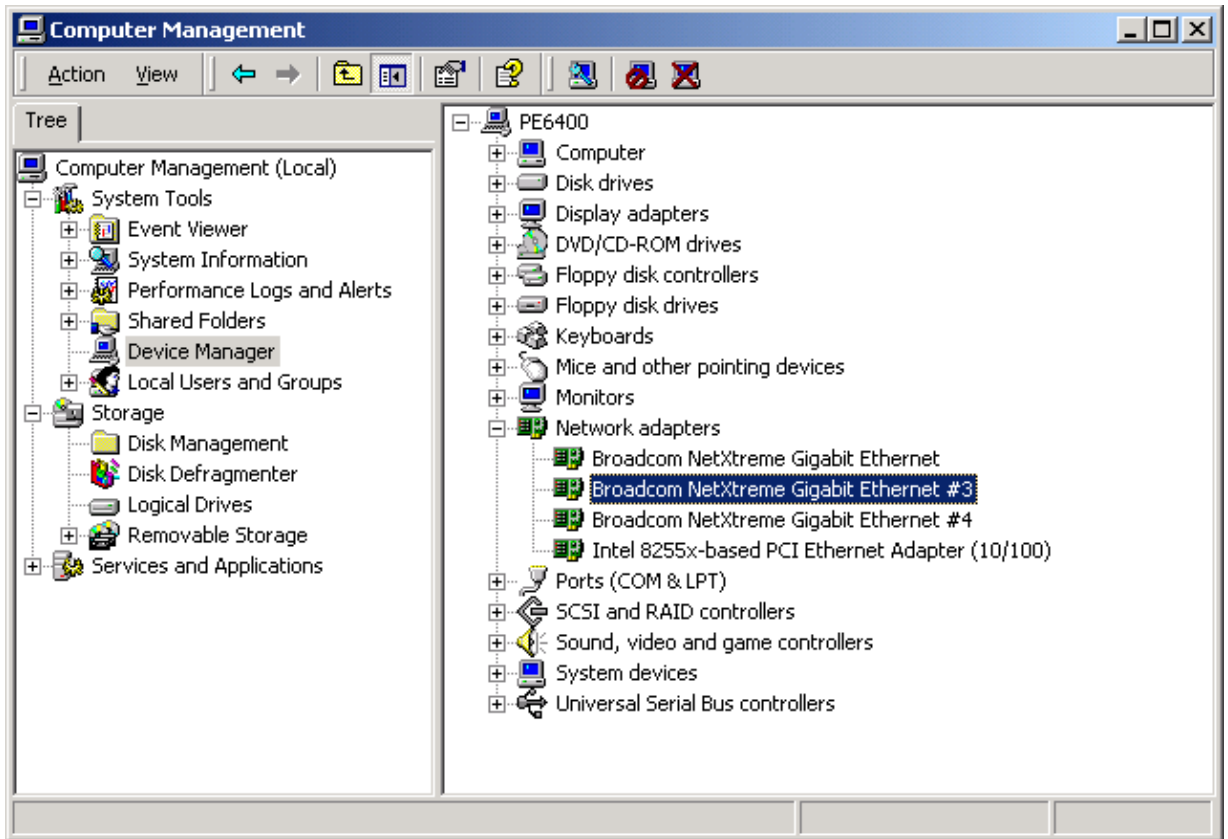 Computer Management
Action View
Tree
Computer Management (Local)
System Tools
Event Viewer
System Information
Performance Logs and Alerts
Shared Folders
Device Manager
Local Users and Groups
Storage
Disk Management
Disk Defragmenter
Logical Drives
Removable Storage
Services and Applications
PE6400
Computer
Disk drives
Display adapters
DVD/CD-ROM drives
Floppy disk controllers
Floppy disk drives
Keyboards
Mice and other pointing devices
Monitors
Network adapters
Broadcom NetXtreme Gigabit Ethernet
Broadcom NetXtreme Gigabit Ethernet #3
Broadcom NetXtreme Gigabit Ethernet #4
Intel 8255x-based PCI Ethernet Adapter (10/100)
Ports (COM & LPT)
SCSI and RAID controllers
Sound, video and game controllers
System devices
Universal Serial Bus controllers